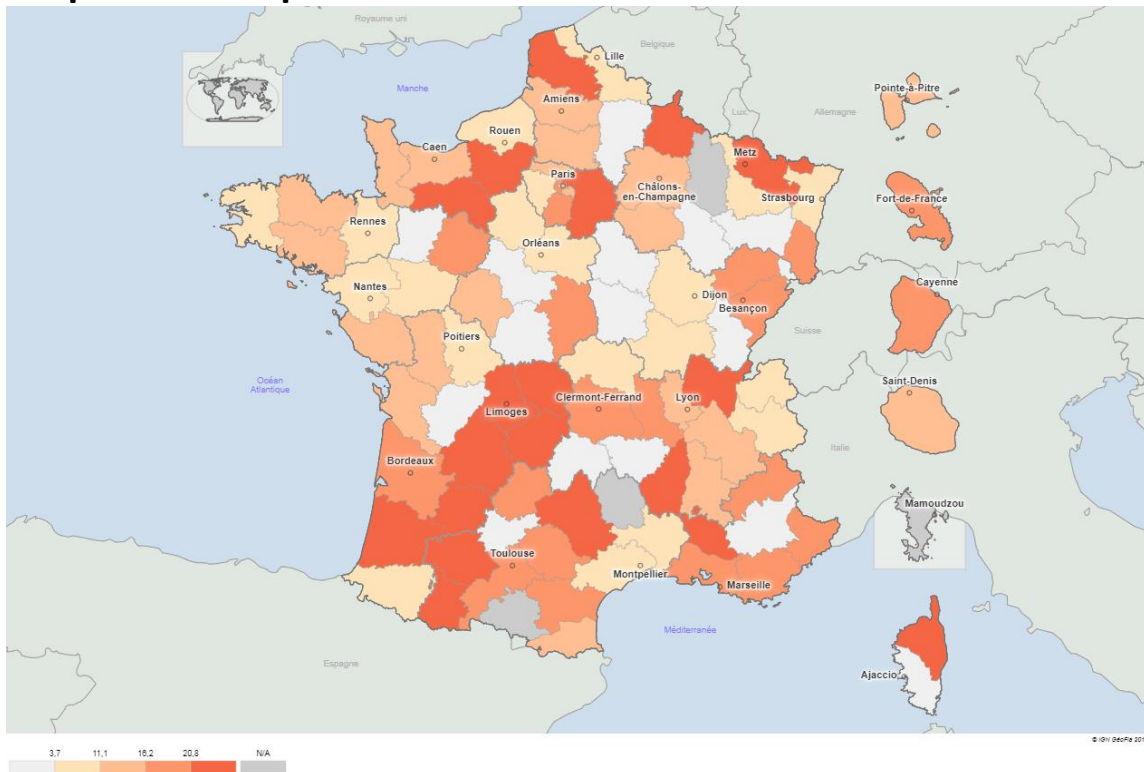 Royaume uni
Lille
Belgique
Manche
Amiens
Lux.
Allemagne
Pointe-à-Pitre
Rouen
Caen
Metz
Paris
Châlons-
en-Champagne
Strasbourg
Fort-de-France
Rennes
Orléans
Nantes
Dijon
Besançon
Cayenne
Suisse
Poitiers
Océan
Atlantique
Saint-Denis
Limoges
Clermont-Ferrand
Lyon
Italie
Bordeaux
Mamoudzou
Toulouse
Montpellier
Marseille
Méditerranée
Espagne
Ajaccio
3,7 11,1 16,2 20,8 N/A